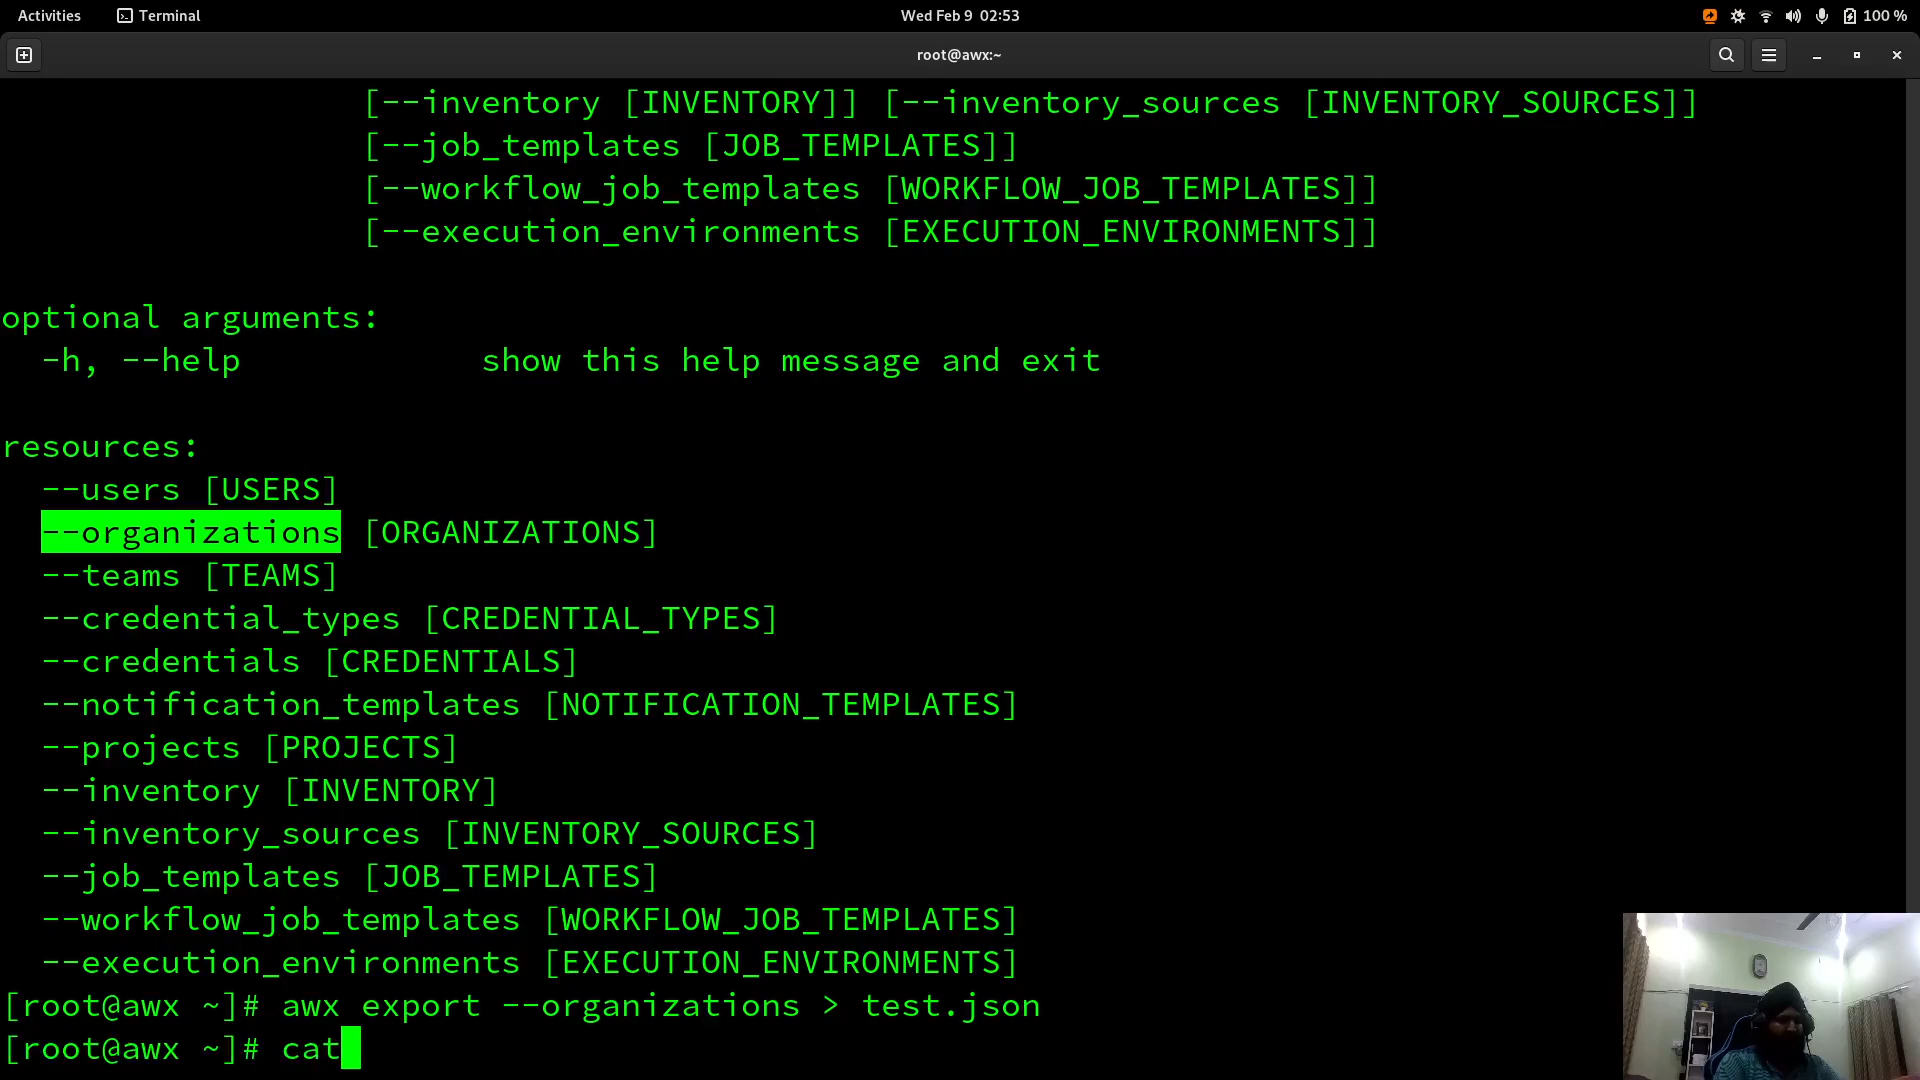 Activities Terminal Wed Feb 9 02:53 100 %
root@awx:~
[--inventory [INVENTORY]] [--inventory_sources [INVENTORY_SOURCES]]
[--job_templates [JOB_TEMPLATES]]
[--workflow_job_templates [WORKFLOW_JOB_TEMPLATES]]
[--execution_environments [EXECUTION_ENVIRONMENTS]]
optional arguments:
-h, --help show this help message and exit
resources:
--users [USERS]
--organizations [ORGANIZATIONS]
--teams [TEAMS]
--credential_types [CREDENTIAL_TYPES]
--credentials [CREDENTIALS]
--notification_templates [NOTIFICATION_TEMPLATES]
--projects [PROJECTS]
--inventory [INVENTORY]
--inventory_sources [INVENTORY_SOURCES]
--job_templates [JOB_TEMPLATES]
--workflow_job_templates [WORKFLOW_JOB_TEMPLATES]
--execution_environments [EXECUTION_ENVIRONMENTS]
[root@awx ~]# awx export --organizations > test.json
[root@awx ~]# cat